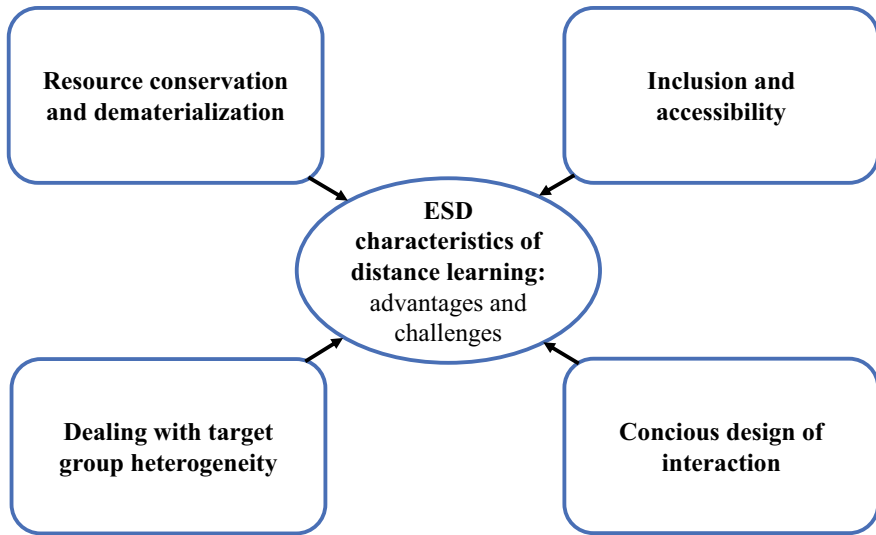 Resource conservation
and dematerialization
Inclusion and
accessibility
ESD
characteristics of
distance learning:
advantages and
challenges
Dealing with target
group heterogeneity
Concious design of
interaction